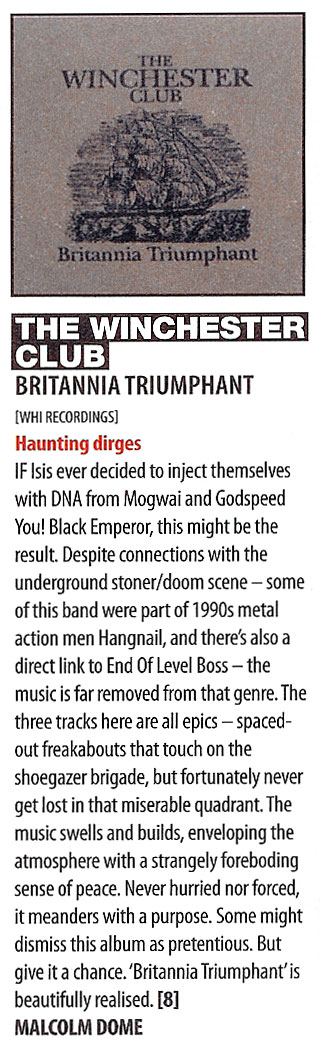 THE
WINCHESTER
CLUB
Britannia Triumphant
THE WINCHESTER
CLUB
BRITANNIA TRIUMPHANT
[WHI RECORDINGS]
Haunting dirges
IF Isis ever decided to inject themselves
with DNA from Mogwai and Godspeed
You! Black Emperor, this might be the
result. Despite connections with the
underground stoner/doom scene – some
of this band were part of 1990s metal
action men Hangnail, and there's also a
direct link to End Of Level Boss – the
music is far removed from that genre. The
three tracks here are all epics – spaced-
out freakabouts that touch on the
shoegazer brigade, but fortunately never
get lost in that miserable quadrant. The
music swells and builds, enveloping the
atmosphere with a strangely foreboding
sense of peace. Never hurried nor forced,
it meanders with a purpose. Some might
dismiss this album as pretentious. But
give it a chance. 'Britannia Triumphant' is
beautifully realised. [8]
MALCOLM DOME